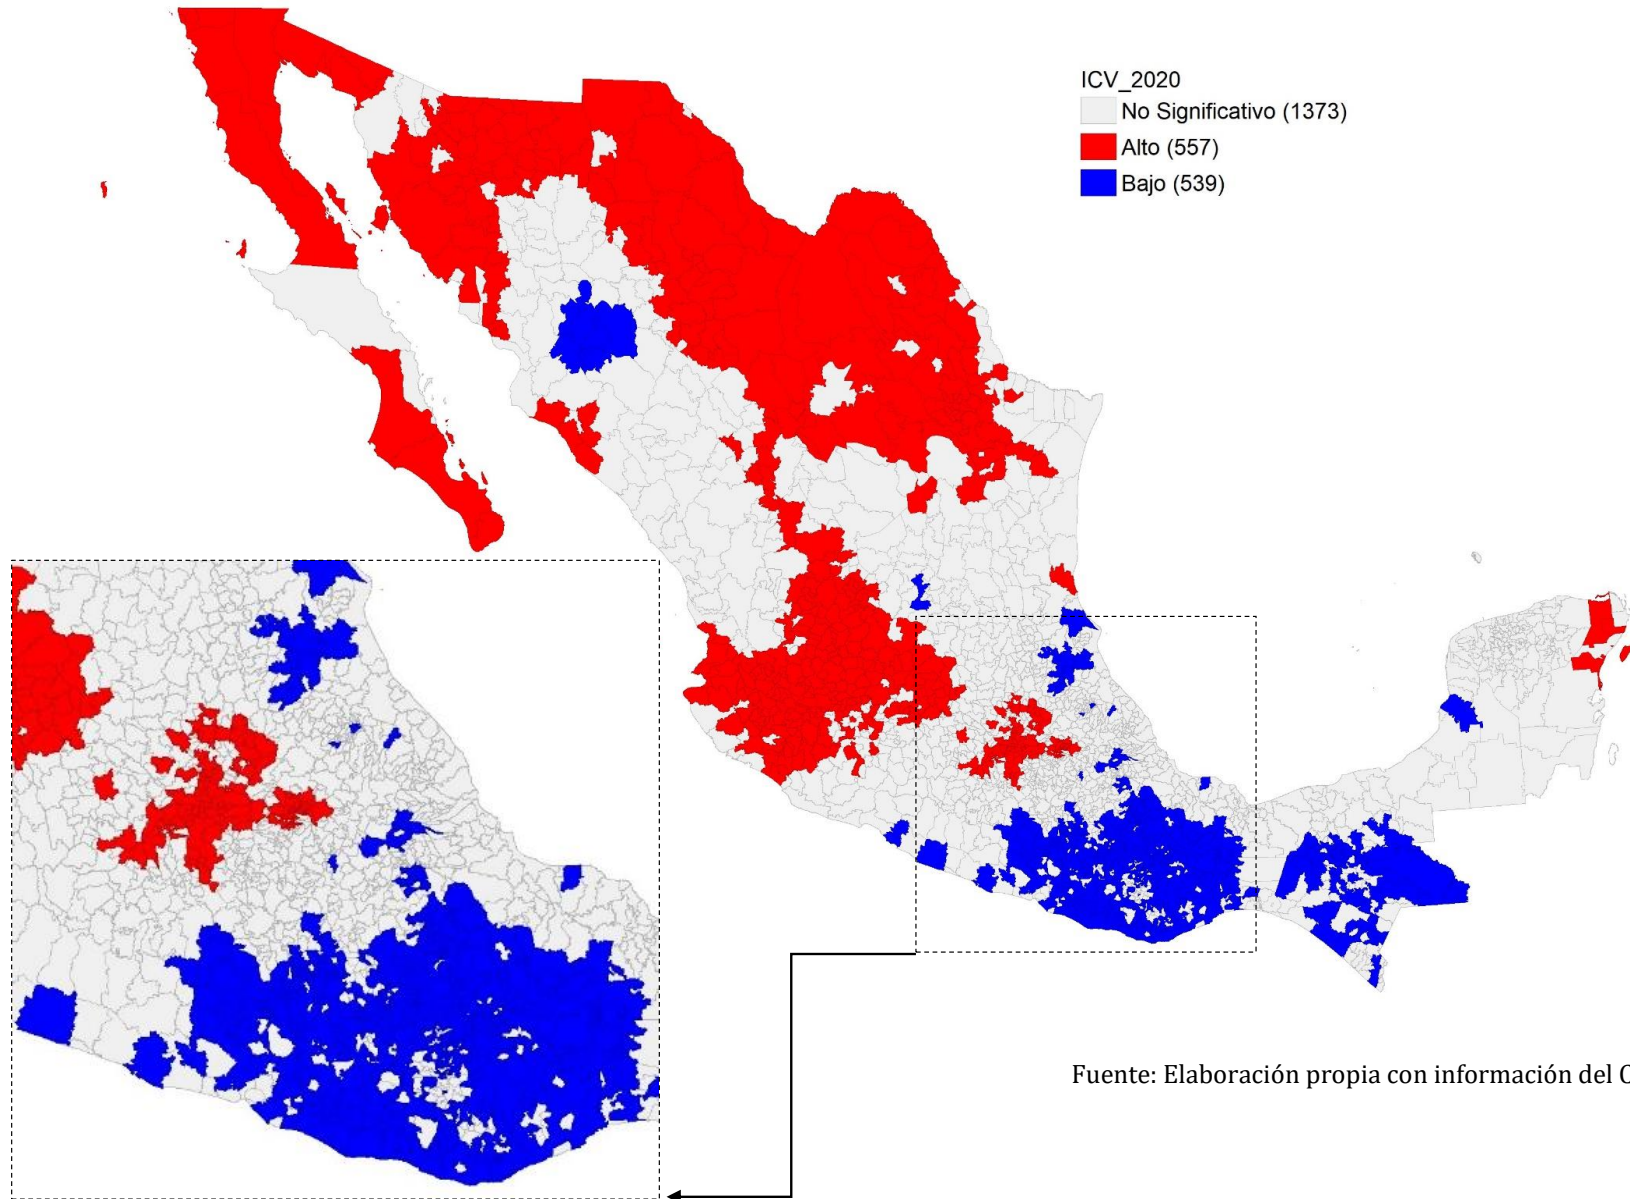 ICV_2020
No Significativo (1373)
Alto (557)
Bajo (539)
Fuente: Elaboración propia con información del